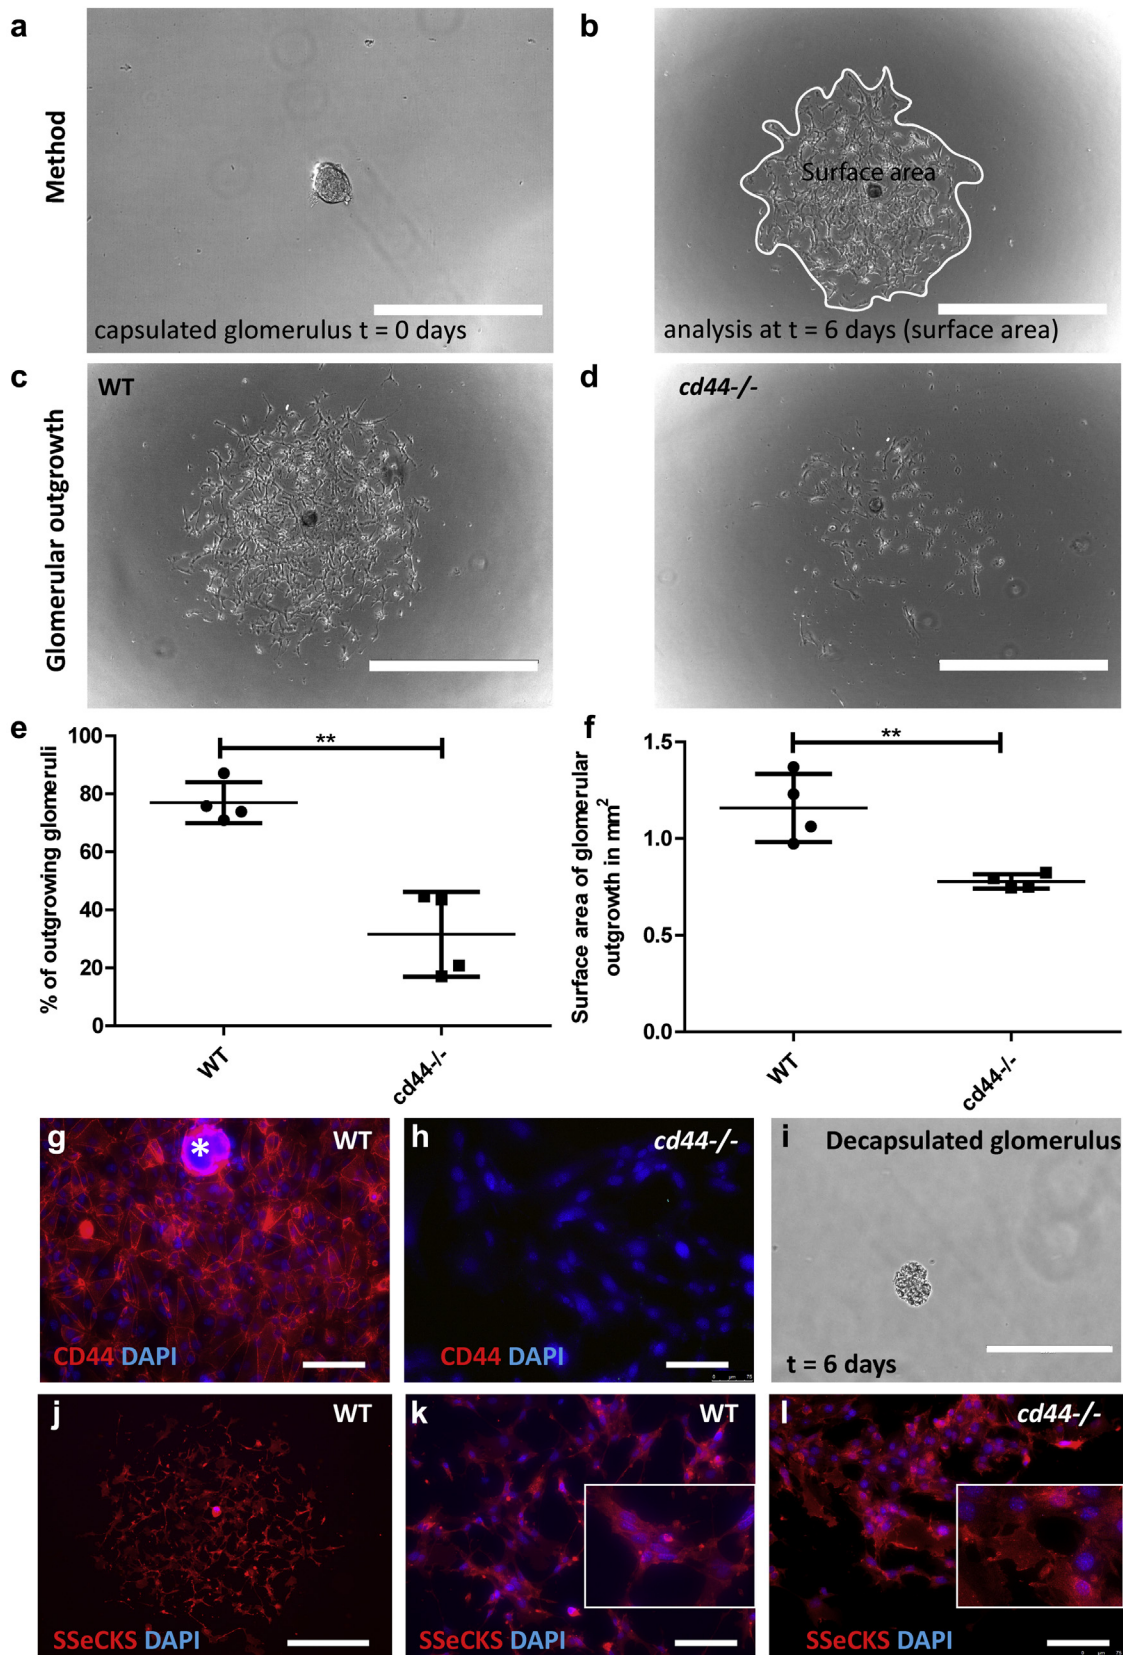 a
b
Method
capsulated glomerulus t = 0 days
Surface area
analysis at t = 6 days (surface area)
c
WT
d
cd44-/-
Glomerular outgrowth
e
% of outgrowing glomeruli
100
80
60
40
20
0
**
WT
cd44-/-
f
Surface area of glomerular
outgrowth in mm2
1.5
1.0
0.5
0.0
**
WT
cd44-/-
g
*
WT
CD44 DAPI
h
cd44-/-
CD44 DAPI
0 µm 75
i
Decapsulated glomerulus
t = 6 days
j
WT
SSeCKS DAPI
k
WT
SSeCKS DAPI
l
cd44-/-
SSeCKS DAPI